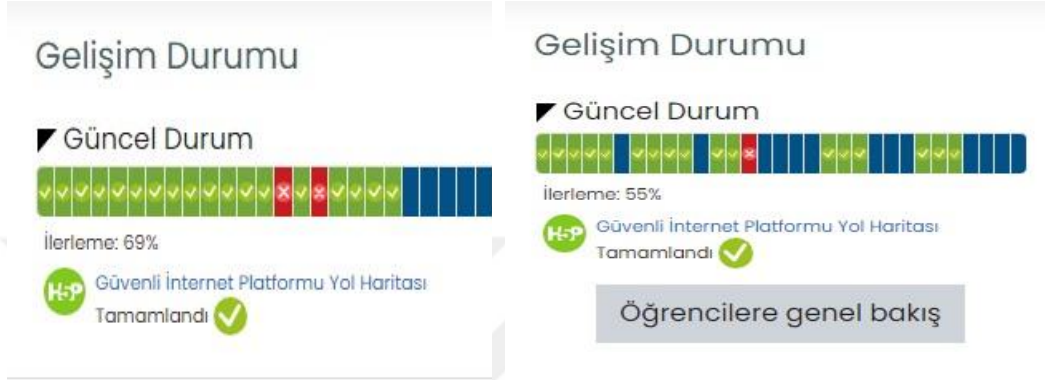 Gelişim Durumu
Güncel Durum
İlerleme: 69%
H5P
Güvenli İnternet Platformu Yol Haritası
Tamamlandı
Gelişim Durumu
Güncel Durum
İlerleme: 55%
H5P
Güvenli İnternet Platformu Yol Haritası
Tamamlandı
Öğrencilere genel bakış